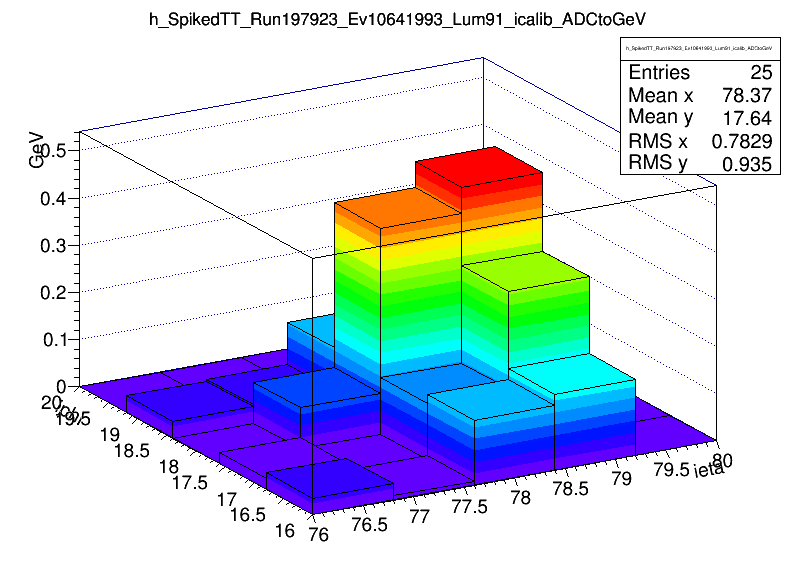 h_SpikedTT_Run197923_Ev10641993_Lum91_icalib_ADCtoGeV
h_SpikedTT_Run197923_Ev10641993_Lum91_icalib_ADCtoGeV
Entries 25
Mean x 78.37
Mean y 17.64
RMS x 0.7829
RMS y 0.935
GeV
0.5
0.4
0.3
0.2
0.1
0
20
19.5
19
18.5
18
17.5
17
16.5
16
76
76.5
77
77.5
78
78.5
79
79.5
80
ieta